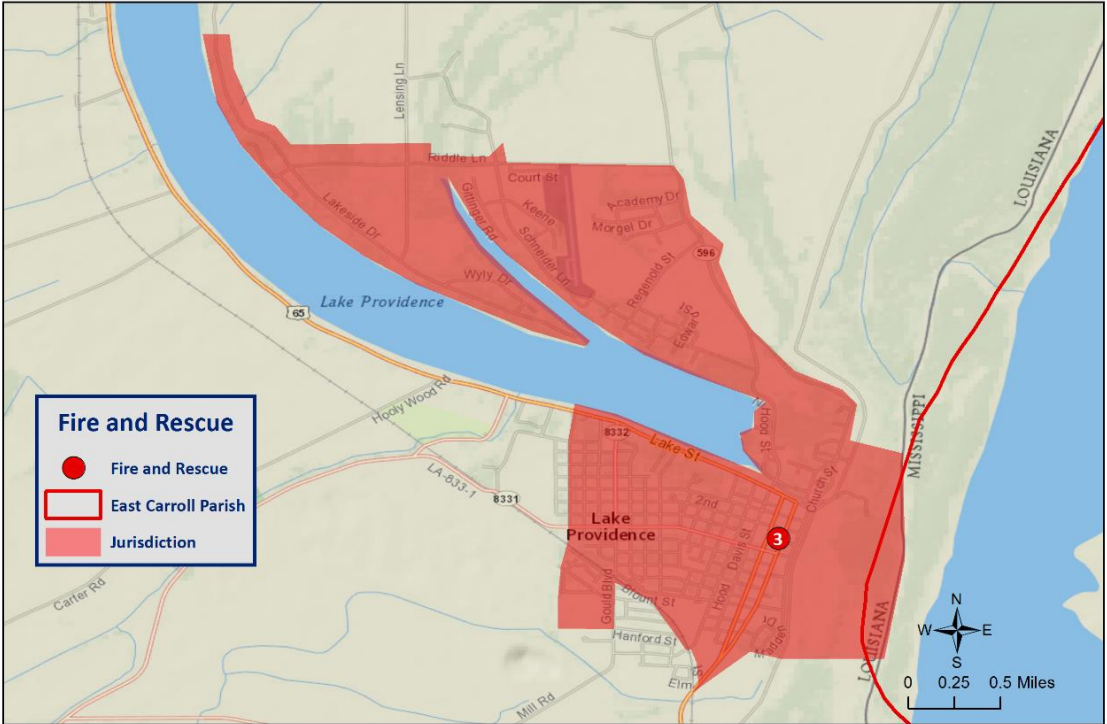 Lensing Ln
Riddle Ln
Court St
Gittinger Rd
Keene
Schneider Ln
Academy Dr
Morgel Dr
Lakeside Dr
Wyly Dr
Regenold St
596
Edward St
Lake Providence
65
LOUISIANA
MISSISSIPPI
Hooly Wood Rd
N Hood St
8332
Lake St
Church St
LA-833-1
8331
2nd
Lake
Providence
3
Davis St
Hood
Gould Blvd
Blount St
Hanford St
Madden Dr
Elm St
Mill Rd
Carter Rd
LOUISIANA
Fire and Rescue
Fire and Rescue
East Carroll Parish
Jurisdiction
N
W E
S
0 0.25 0.5 Miles